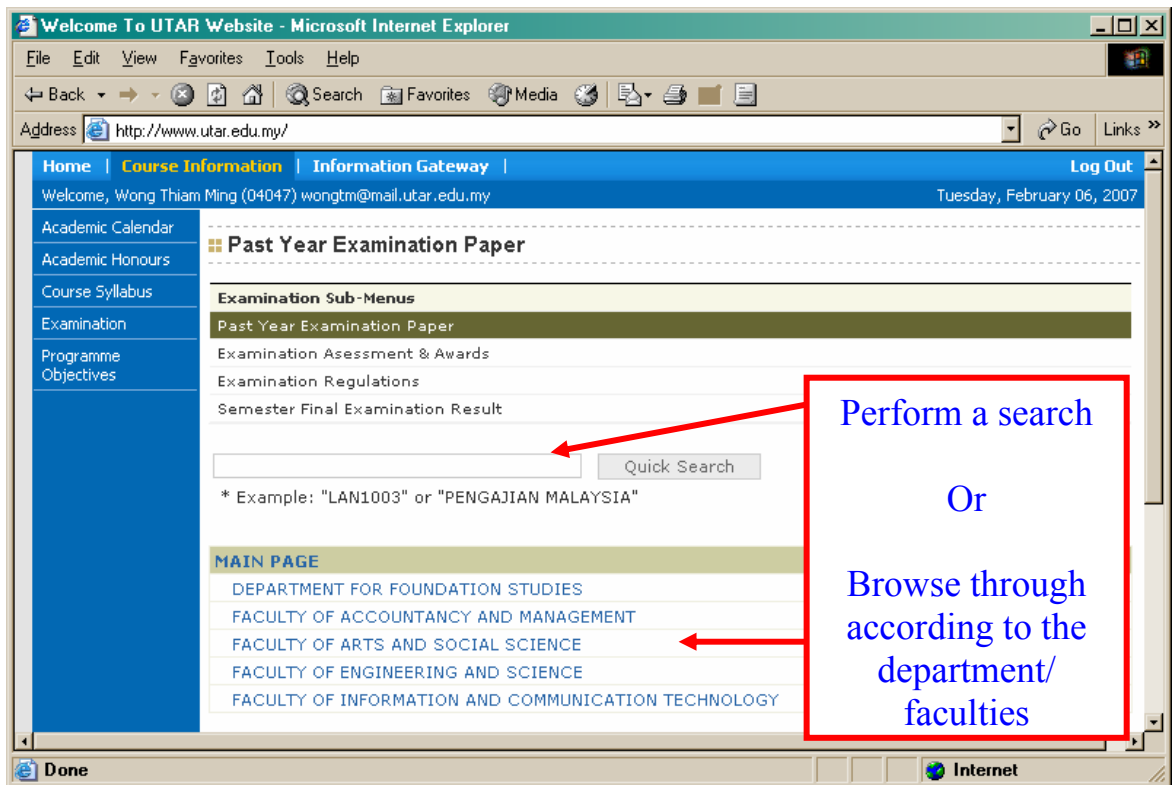 Welcome To UTAR Website - Microsoft Internet Explorer
File Edit View Favorites Tools Help
Back Search Favorites Media
Address http://www.utar.edu.my/ Go Links »
Home | Course Information | Information Gateway | Log Out
Welcome, Wong Thiam Ming (04047) wongtm@mail.utar.edu.my Tuesday, February 06, 2007
Academic Calendar
Academic Honours
Course Syllabus
Examination
Programme
Objectives
Past Year Examination Paper
Examination Sub-Menus
Past Year Examination Paper
Examination Asessment & Awards
Examination Regulations
Semester Final Examination Result
Quick Search
* Example: "LAN1003" or "PENGAJIAN MALAYSIA"
MAIN PAGE
DEPARTMENT FOR FOUNDATION STUDIES
FACULTY OF ACCOUNTANCY AND MANAGEMENT
FACULTY OF ARTS AND SOCIAL SCIENCE
FACULTY OF ENGINEERING AND SCIENCE
FACULTY OF INFORMATION AND COMMUNICATION TECHNOLOGY
Perform a search
Or
Browse through
according to the
department/
faculties
Done Internet